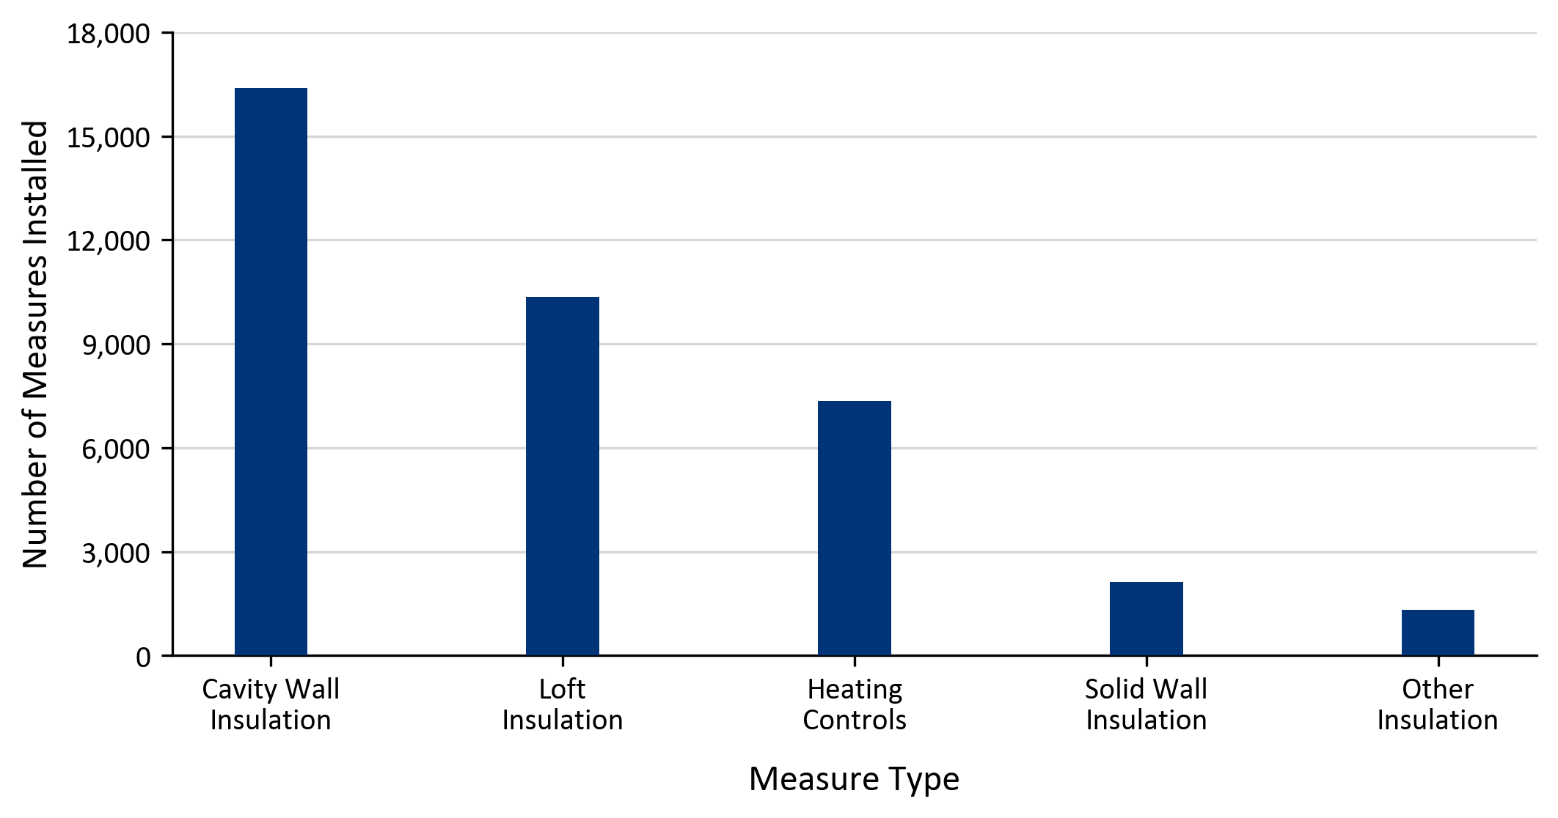 Number of Measures Installed
18,000
15,000
12,000
9,000
6,000
3,000
0
Cavity Wall
Insulation
Loft
Insulation
Heating
Controls
Solid Wall
Insulation
Other
Insulation
Measure Type